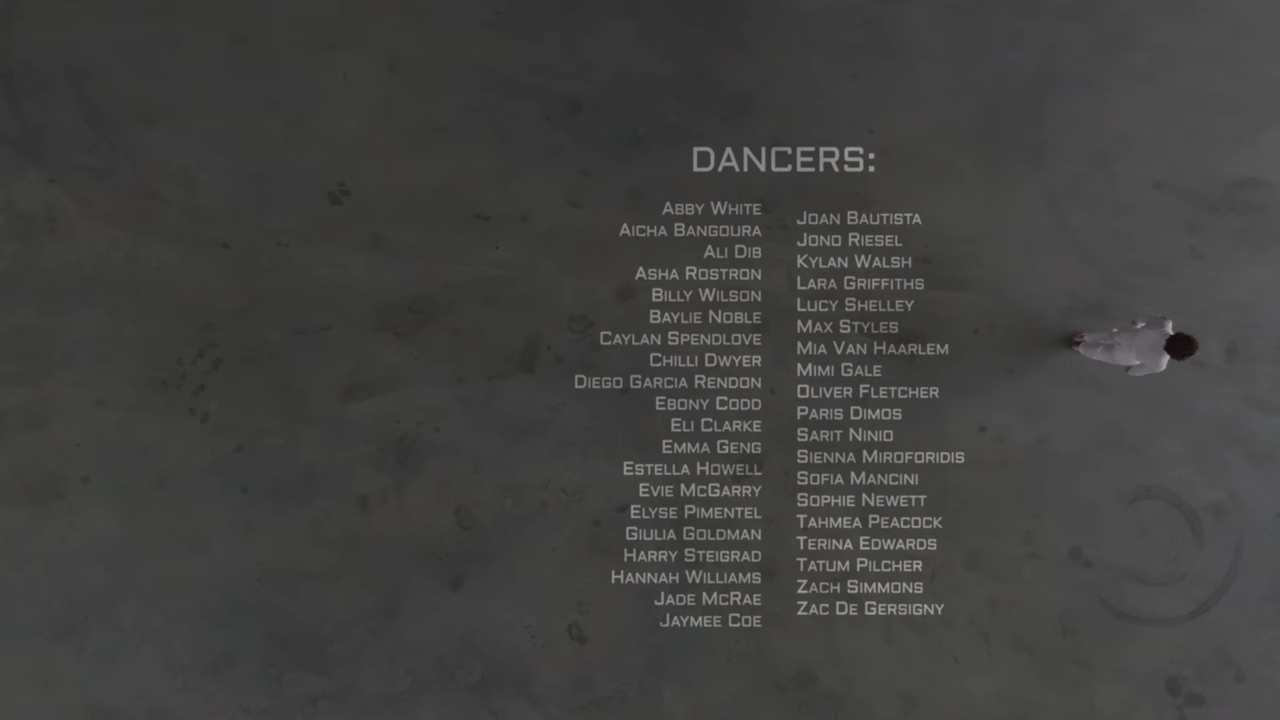 DANCERS:
ABBY WHITE
AICHA BANGOURA
ALI DIB
ASHA ROSTRON
BILLY WILSON
BAYLIE NOBLE
CAYLAN SPENDLOVE
CHILLI DWYER
DIEGO GARCIA RENDON
EBONY CODD
ELI CLARKE
EMMA GENG
ESTELLA HOWELL
EVIE MCGARRY
ELYSE PIMENTEL
GIULIA GOLDMAN
HARRY STEIGRAD
HANNAH WILLIAMS
JADE MCRAE
JAYMEE COE
JOAN BAUTISTA
JONO RIESEL
KYLAN WALSH
LARA GRIFFITHS
LUCY SHELLEY
MAX STYLES
MIA VAN HAARLEM
MIMI GALE
OLIVER FLETCHER
PARIS DIMOS
SARIT NINIO
SIENNA MIROFORIDIS
SOFIA MANCINI
SOPHIE NEWETT
TAHMEA PEACOCK
TERINA EDWARDS
TATUM PILCHER
ZACH SIMMONS
ZAC DE GERSIGNY